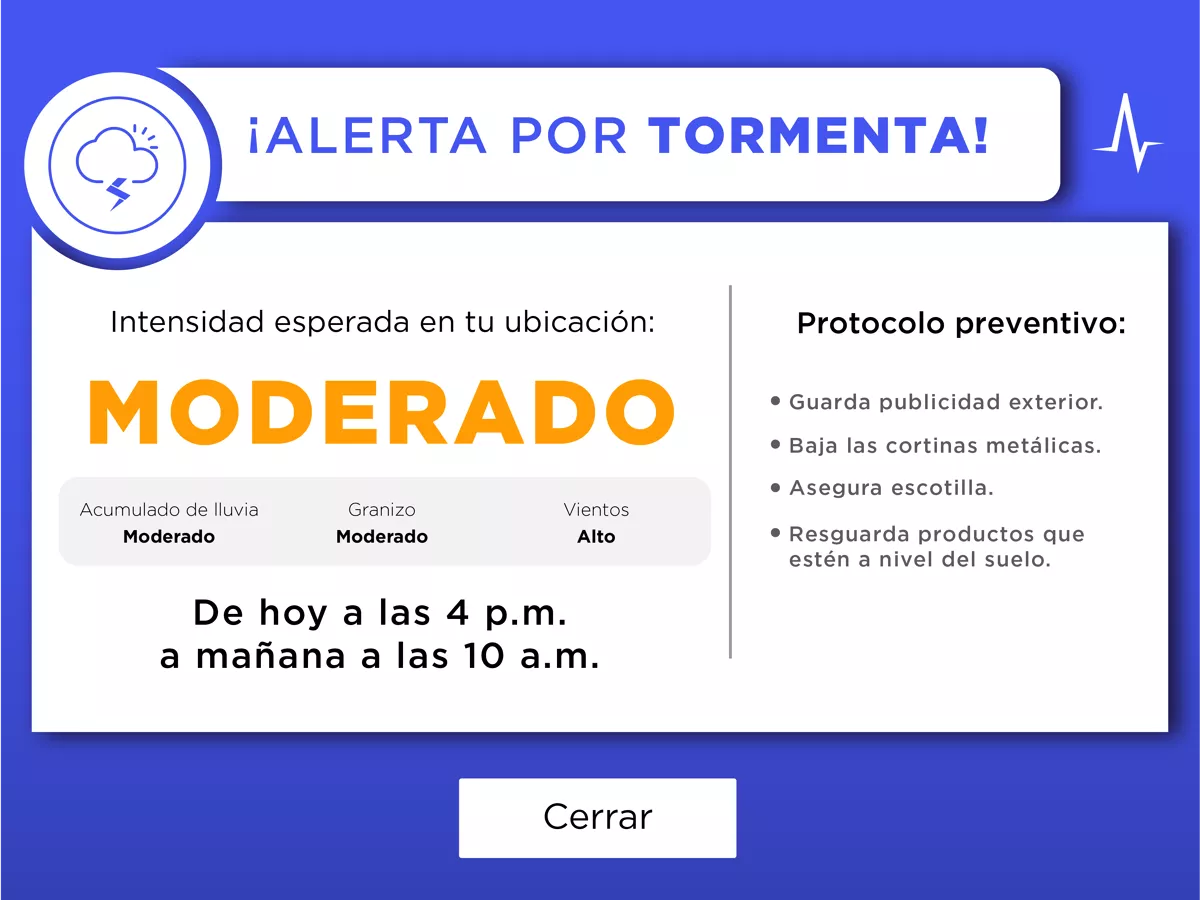 ¡ALERTA POR TORMENTA!
Intensidad esperada en tu ubicación:
MODERADO
Acumulado de lluvia
Moderado
Granizo
Moderado
Vientos
Alto
De hoy a las 4 p.m.
a mañana a las 10 a.m.
Protocolo preventivo:
• Guarda publicidad exterior.
• Baja las cortinas metálicas.
• Asegura escotilla.
• Resguarda productos que
estén a nivel del suelo.
Cerrar